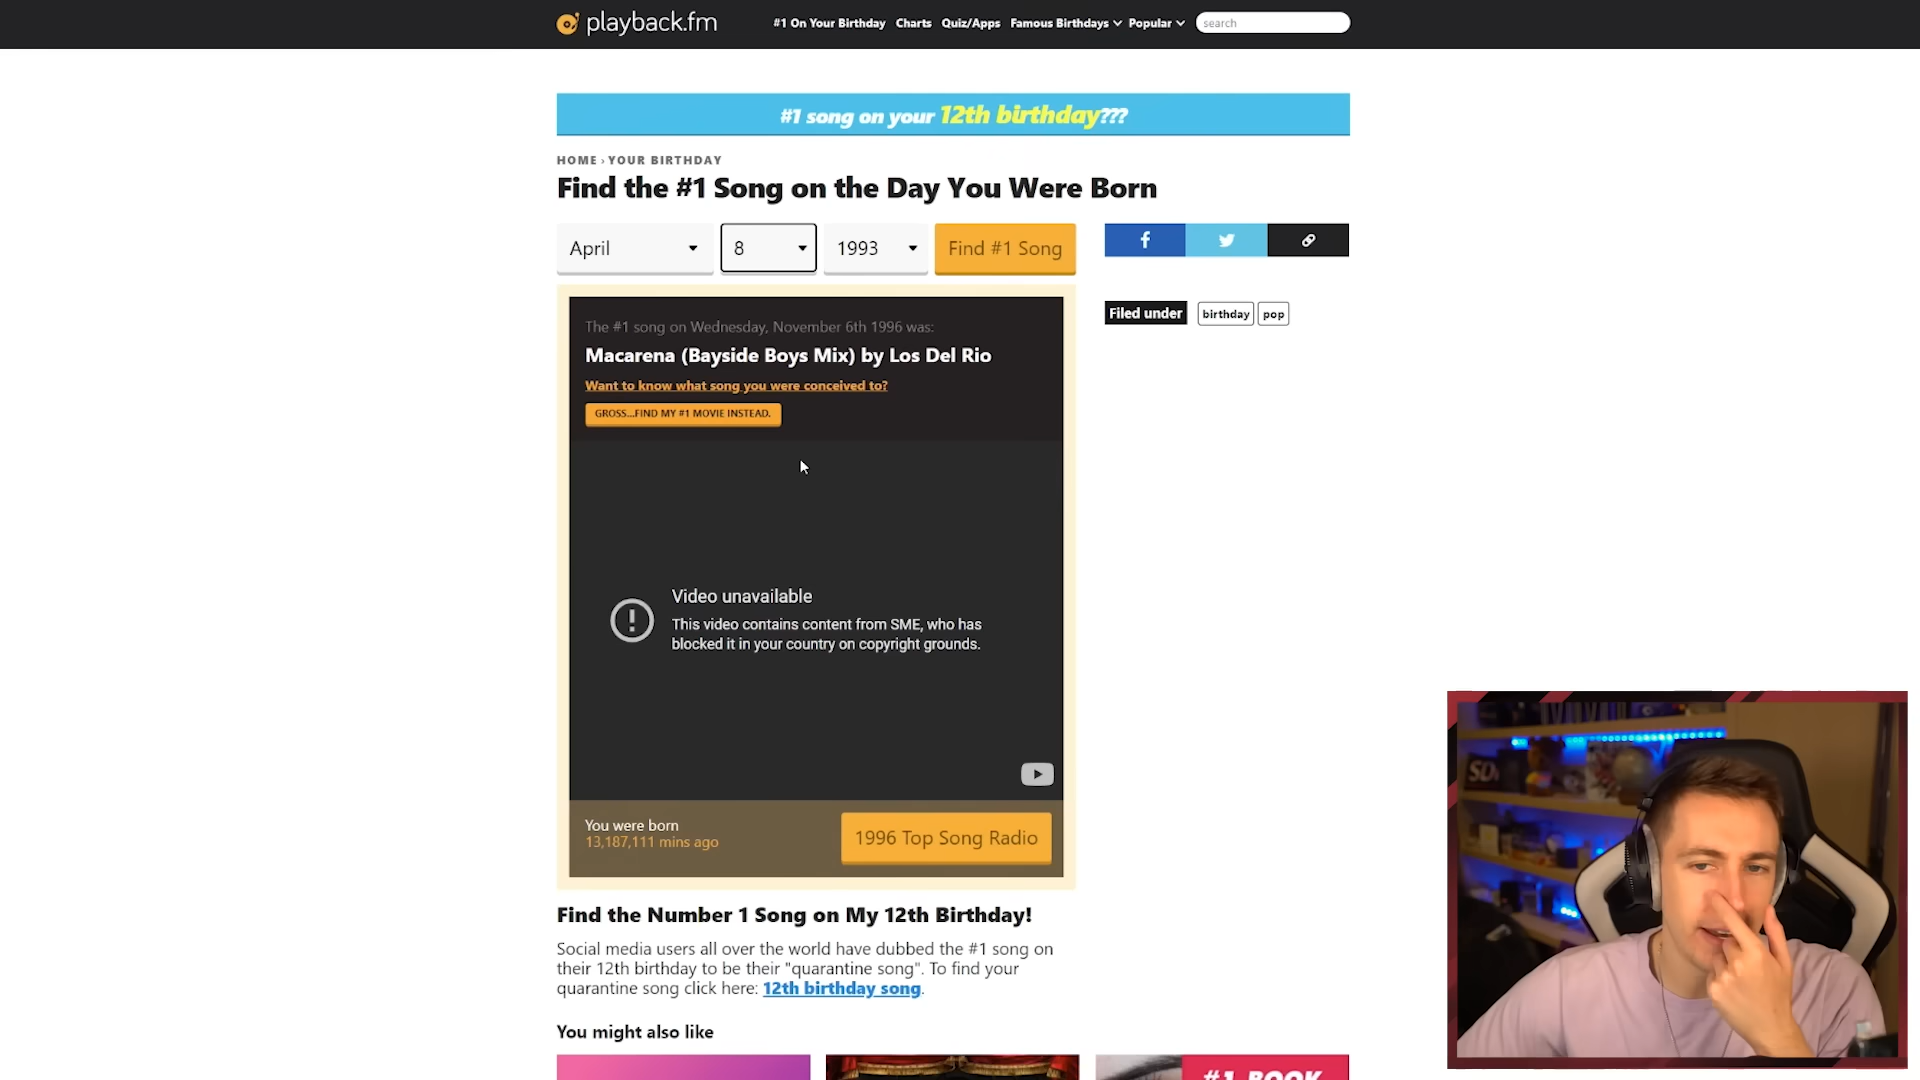 playback.fm
#1 On Your Birthday Charts Quiz/Apps Famous Birthdays Popular search
#1 song on your 12th birthday???
HOME › YOUR BIRTHDAY
Find the #1 Song on the Day You Were Born
April 8 1993 Find #1 Song
Filed under birthday pop
The #1 song on Wednesday, November 6th 1996 was:
Macarena (Bayside Boys Mix) by Los Del Rio
Want to know what song you were conceived to?
GROSS...FIND MY #1 MOVIE INSTEAD.
Video unavailable
This video contains content from SME, who has
blocked it in your country on copyright grounds.
You were born
13,187,111 mins ago
1996 Top Song Radio
Find the Number 1 Song on My 12th Birthday!
Social media users all over the world have dubbed the #1 song on
their 12th birthday to be their "quarantine song". To find your
quarantine song click here: 12th birthday song.
You might also like
#1 BOOK
SD